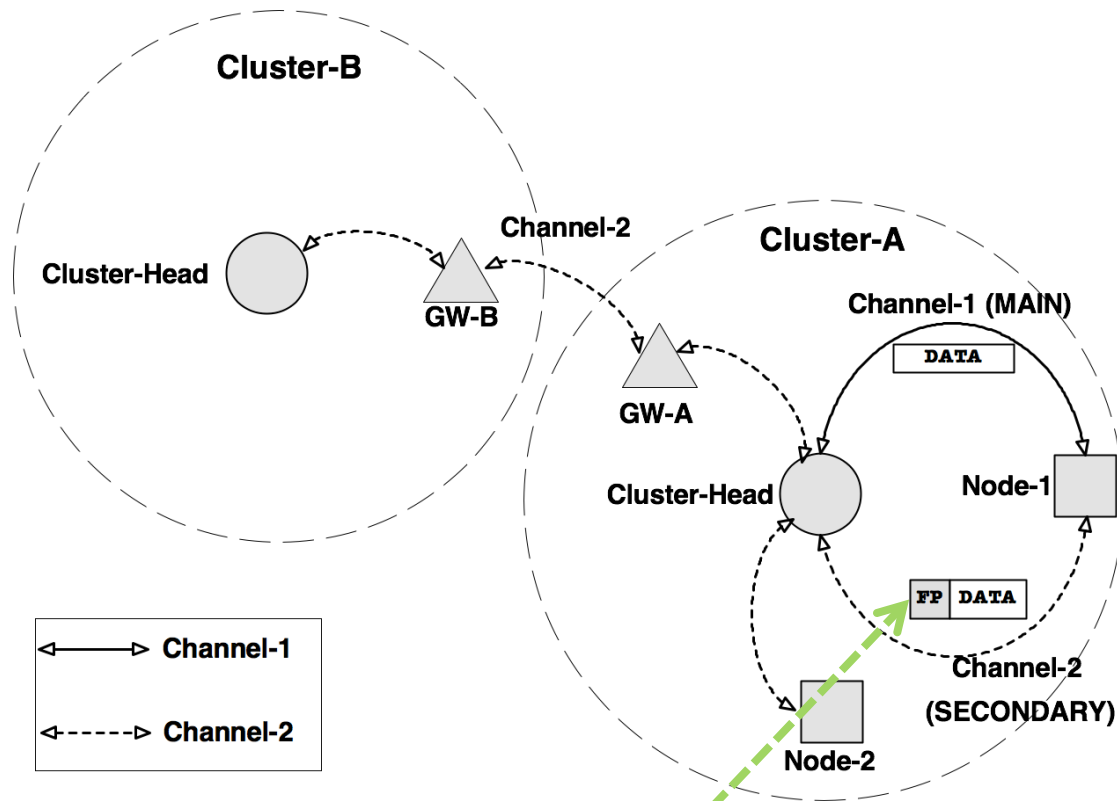 Cluster-B
Channel-2
Cluster-A
Cluster-Head
GW-B
Channel-1 (MAIN)
DATA
GW-A
Cluster-Head
Node-1
FP DATA
Channel-1
Channel-2
(SECONDARY)
Channel-2
Node-2